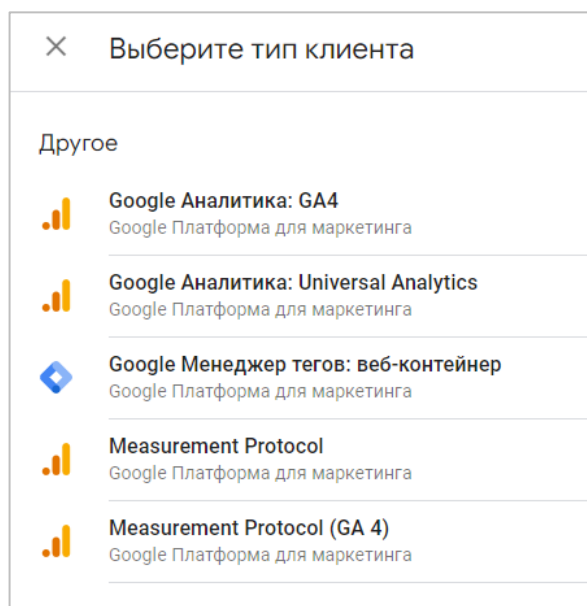 Выберите тип клиента
Другое
Google Аналитика: GA4
Google Платформа для маркетинга
Google Аналитика: Universal Analytics
Google Платформа для маркетинга
Google Менеджер тегов: веб-контейнер
Google Платформа для маркетинга
Measurement Protocol
Google Платформа для маркетинга
Measurement Protocol (GA 4)
Google Платформа для маркетинга